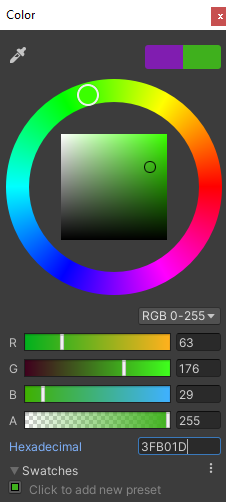 Color
x
RGB 0-255
R 63
G 176
B 29
A 255
Hexadecimal 3FB01D
Swatches
Click to add new preset